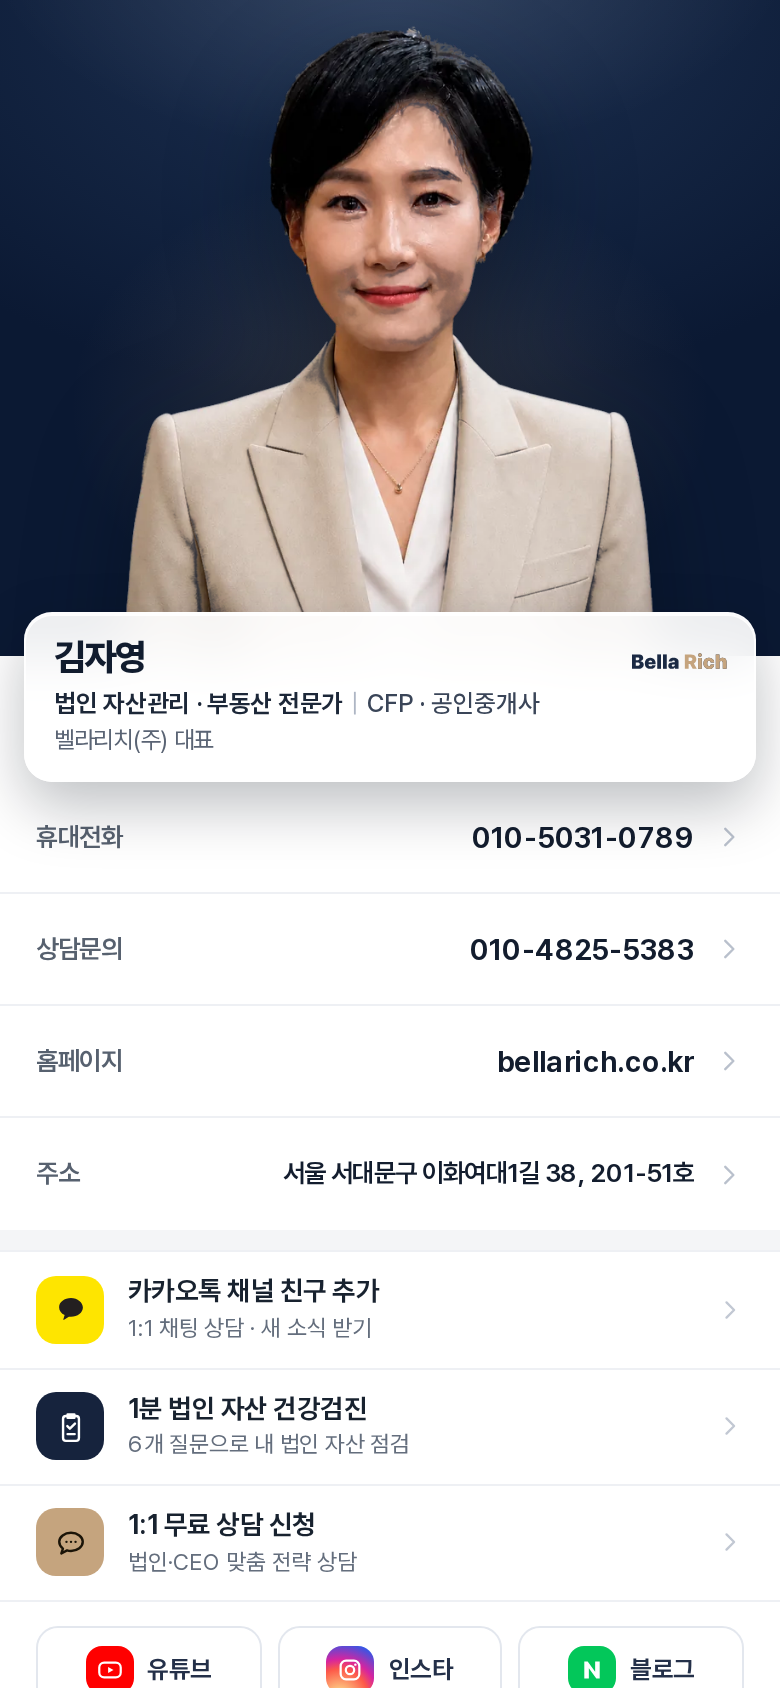 김자영
Bella Rich
법인 자산관리 · 부동산 전문가 | CFP · 공인중개사
벨라리치(주) 대표
휴대전화 010-5031-0789
상담문의 010-4825-5383
홈페이지 bellarich.co.kr
주소 서울 서대문구 이화여대1길 38, 201-51호
카카오톡 채널 친구 추가
1:1 채팅 상담 · 새 소식 받기
1분 법인 자산 건강검진
6개 질문으로 내 법인 자산 점검
1:1 무료 상담 신청
법인·CEO 맞춤 전략 상담
유튜브 인스타 N 블로그